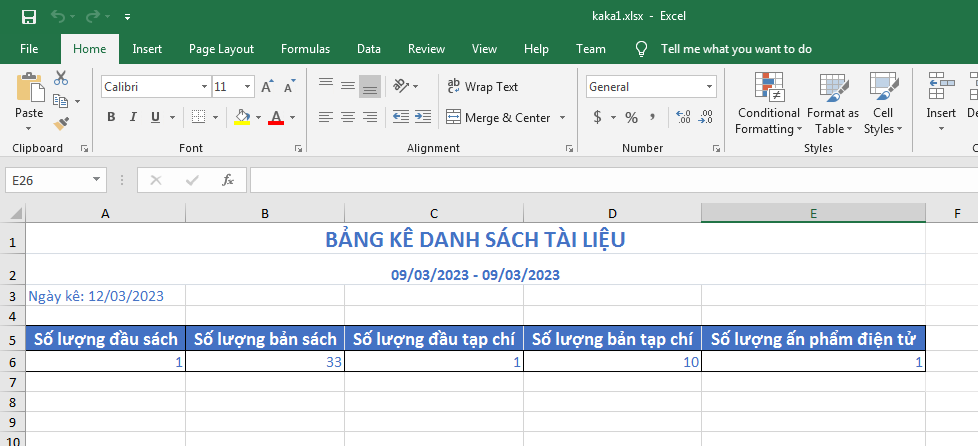 kaka1.xlsx - Excel
File Home Insert Page Layout Formulas Data Review View Help Team Tell me what you want to do
Calibri 11 Wrap Text General
Paste B I U Merge & Center $ % , Conditional Formatting Format as Table Cell Styles Insert
Clipboard Font Alignment Number Styles
E26 fx
A B C D E F
1 BẢNG KÊ DANH SÁCH TÀI LIỆU
2 09/03/2023 - 09/03/2023
3 Ngày kê: 12/03/2023
4
5 Số lượng đầu sách Số lượng bản sách Số lượng đầu tạp chí Số lượng bản tạp chí Số lượng ấn phẩm điện tử
6 1 33 1 10 1
7
8
9
10